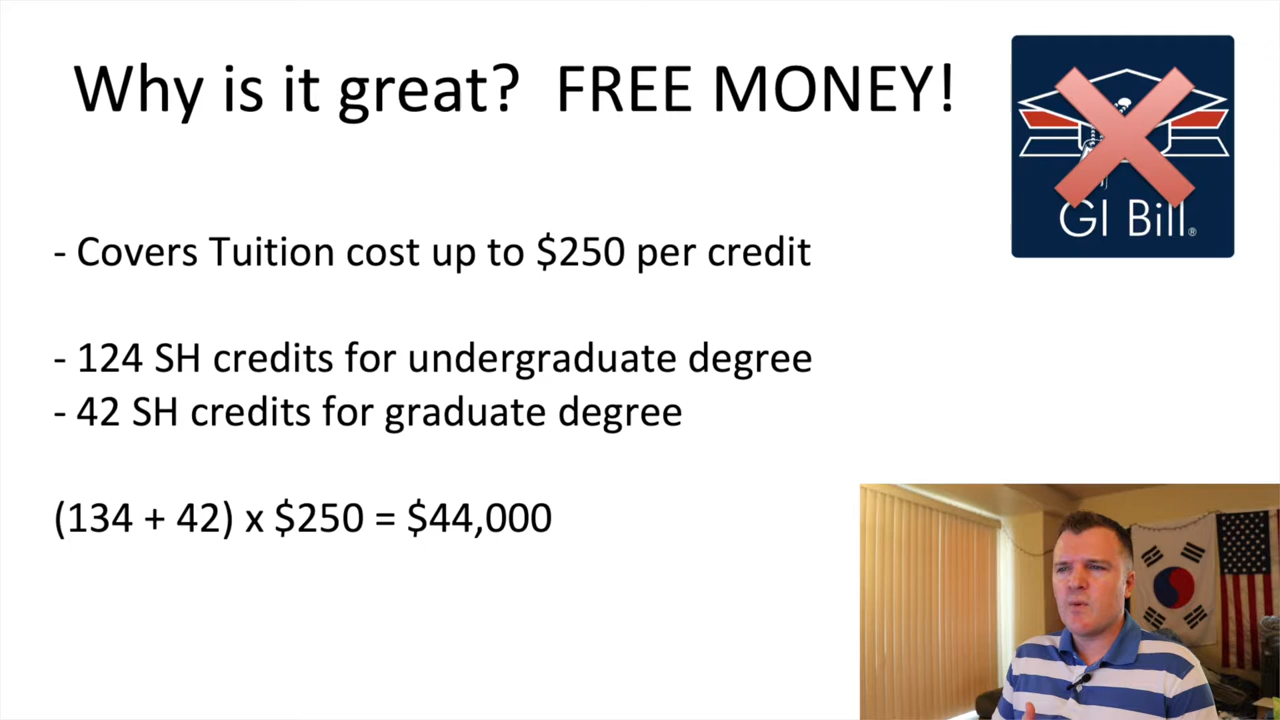 Why is it great? FREE MONEY!
GI Bill®
- Covers Tuition cost up to $250 per credit
- 124 SH credits for undergraduate degree
- 42 SH credits for graduate degree
(134 + 42) x $250 = $44,000